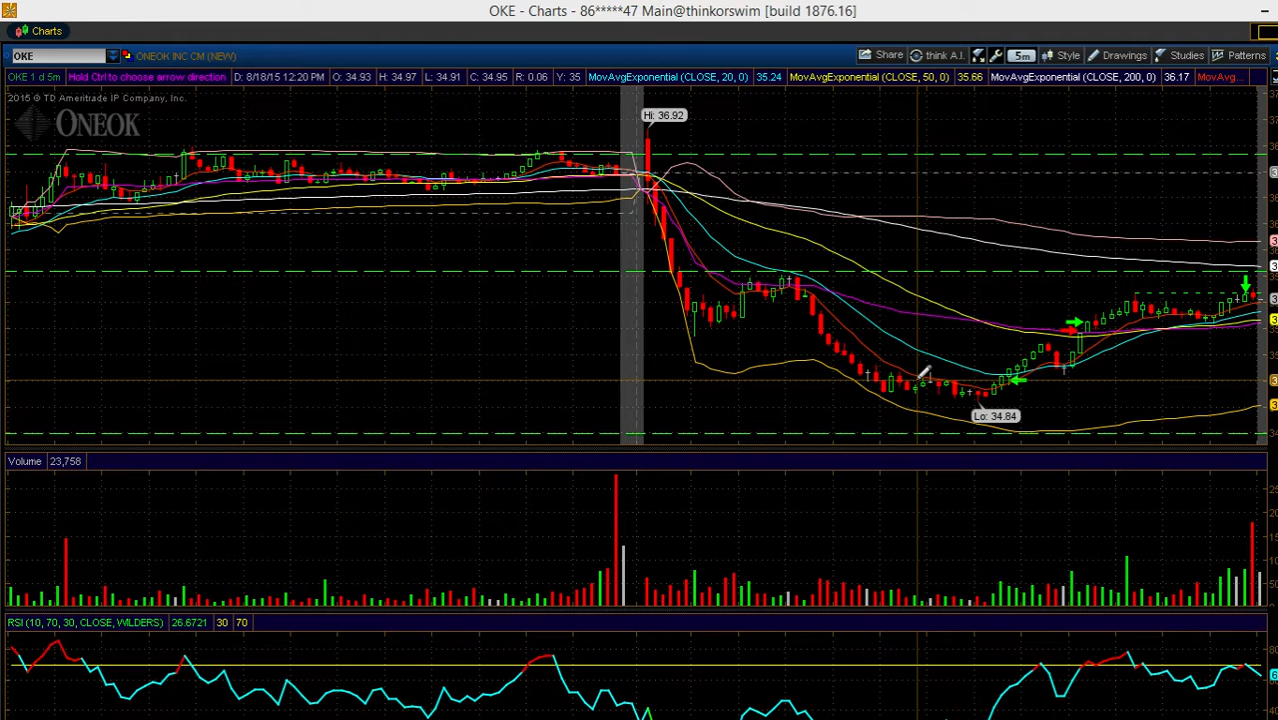 OKE - Charts - 86*****47 Main@thinkorswim [build 1876.16]
Charts
OKE ONEOK INC CM (NEW) Share think A.I. 5m Style Drawings Studies Patterns
OKE 1 d 5m Hold Ctrl to choose arrow direction D: 8/18/15 12:20 PM O: 34.93 H: 34.97 L: 34.91 C: 34.95 R: 0.06 Y: 35 MovAvgExponential (CLOSE, 20, 0) 35.24 MovAvgExponential (CLOSE, 50, 0) 35.66 MovAvgExponential (CLOSE, 200, 0) 36.17 MovAvg...
2015 © TD Ameritrade IP Company, Inc.
ONEOK
Hi: 36.92
Lo: 34.84
Volume 23,758
RSI (10, 70, 30, CLOSE, WILDERS) 26.6721 30 70